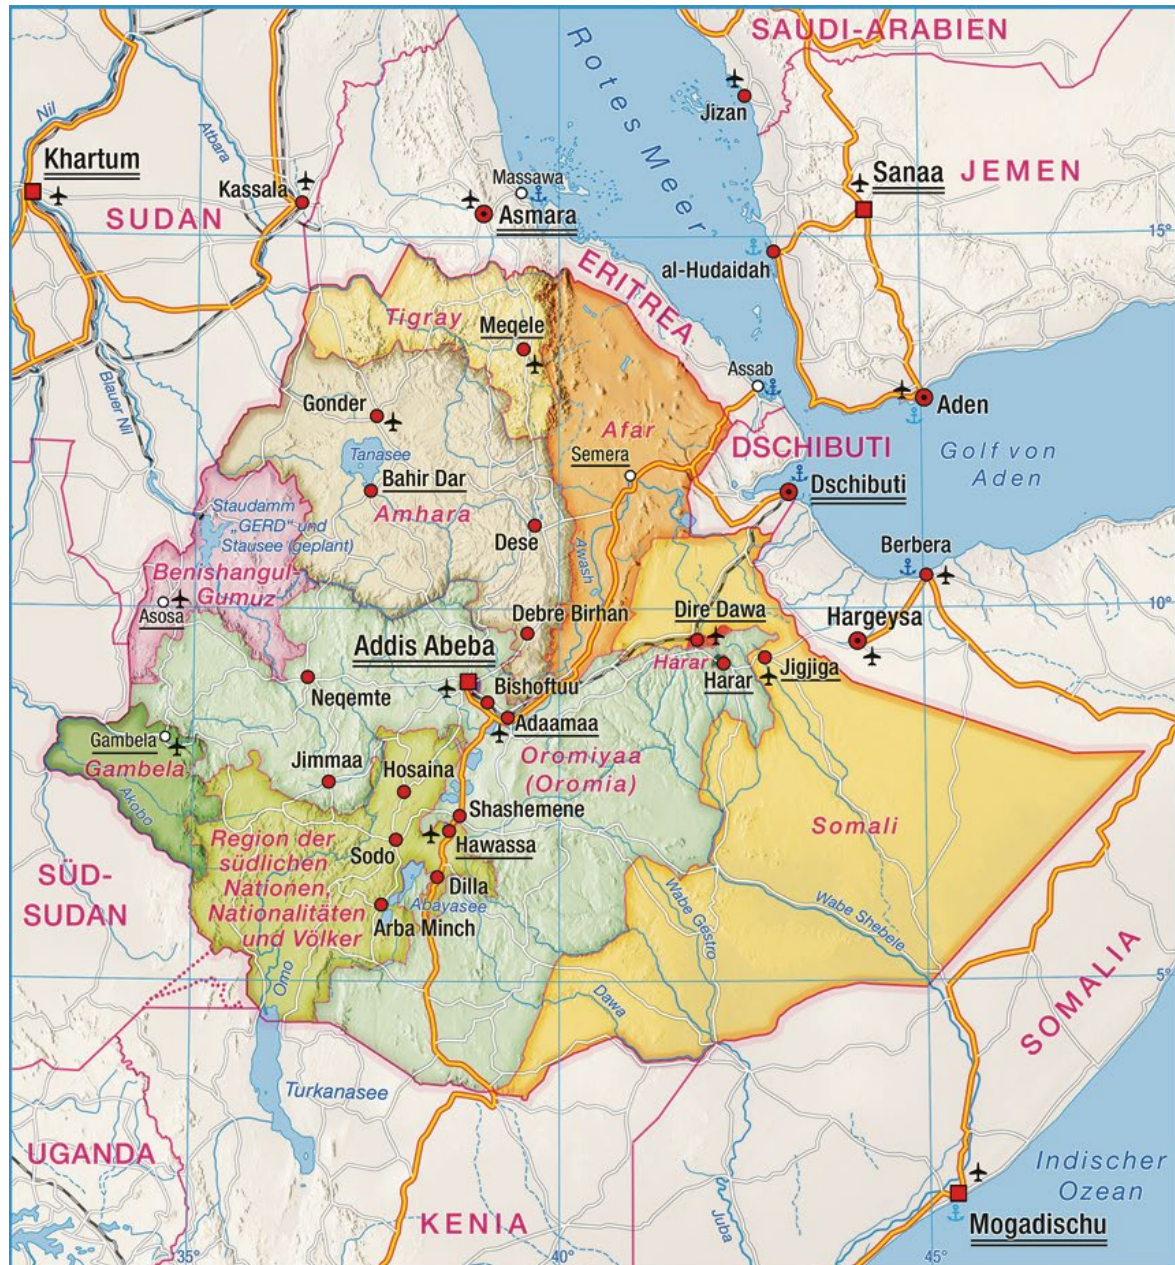 SAUDI-ARABIEN
Rotes Meer
Jizan
Nil
Atbara
Khartum
Kassala
Massawa
Asmara
Sanaa
JEMEN
SUDAN
15°
al-Hudaidah
ERITREA
Tigray
Meqele
Assab
Blauer Nil
Gonder
Aden
Afar
Semera
DSCHIBUTI
Golf von
Aden
Tanasee
Bahir Dar
Amhara
Dschibuti
Staudamm
„GERD“ und
Stausee (geplant)
Dese
Awash
Berbera
Benishangul-
Gumuz
Asosa
10°
Debre Birhan
Dire Dawa
Hargeysa
Addis Abeba
Harar
Harar
Jigjiga
Neqemte
Bishoftuu
Adaamaa
Gambela
Gambela
Akobo
Jimmaa
Hosaina
Oromiyaa
(Oromia)
Shashemene
Somali
Region der
südlichen
Nationen,
Nationalitäten
und Völker
Sodo
Hawassa
Dilla
Abayasee
Arba Minch
SÜD-
SUDAN
Wabe Gestro
Wabe Shebele
Omo
Dawa
5°
SOMALIA
Turkanasee
UGANDA
KENIA
Juba
Indischer
Ozean
Mogadischu
35°
40°
45°